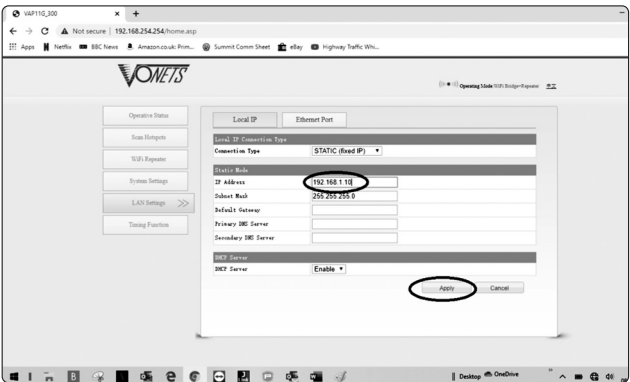 VAP11G_300
Not secure | 192.168.254.254/home.asp
Apps Netflix BBC News Amazon.co.uk: Prim... Summit Comm Sheet eBay Highway Traffic Whi...
VONETS
Operating Mode:WiFi Bridge+Repeater 中文
Operative Status
Scan Hotspots
WiFi Repeater
System Settings
LAN Settings
Timing Function
Local IP Ethernet Port
Local IP Connection Type
Connection Type STATIC (fixed IP)
Static Mode
IP Address 192.168.1.10
Subnet Mask 255.255.255.0
Default Gateway
Primary DNS Server
Secondary DNS Server
DHCP Server
DHCP Server Enable
Apply Cancel
Desktop OneDrive